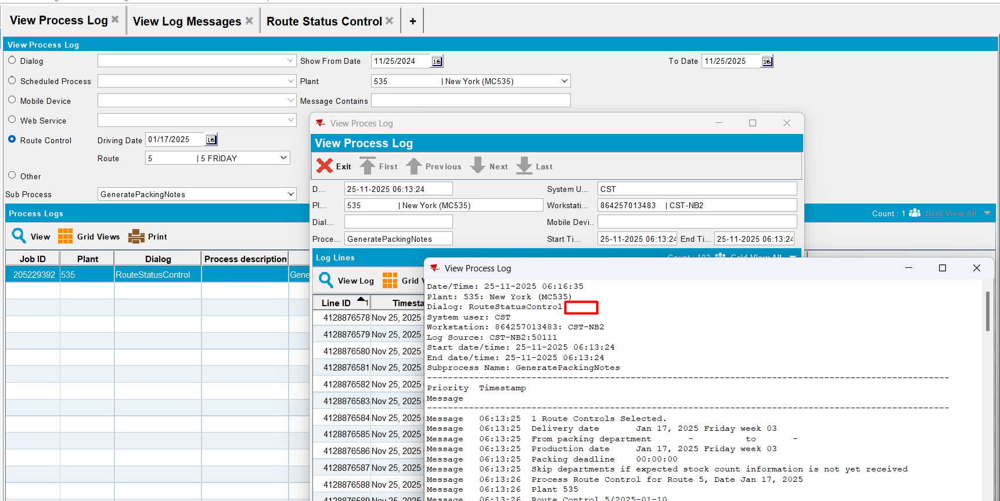 View Process Log
View Log Messages
Route Status Control
+
View Process Log
Dialog
Show From Date 11/25/2024
To Date 11/25/2025
Scheduled Process
Plant 535 | New York (MC535)
Mobile Device
Message Contains
Web Service
Route Control
Driving Date 01/17/2025
Route 5 | 5 FRIDAY
Other
Sub Process GeneratePackingNotes
Process Logs
Count : 1 Grid View All
View Grid Views Print
Job ID Plant Dialog Process description
205229392 535 RouteStatusControl Gene
View Proces Log
View Process Log
Exit First Previous Next Last
D... 25-11-2025 06:13:24 System U... CST
Pl... 535 | New York (MC535) Workstati... 864257013483 | CST-NB2
Dial... Mobile Devi..
Proce... GeneratePackingNotes Start Ti... 25-11-2025 06:13:24 End Ti... 25-11-2025 06:13:24
Log Lines
View Log Grid V
Line ID 1 Timesta
4128876578 Nov 25, 2025
4128876579 Nov 25, 2025
4128876580 Nov 25, 2025
4128876581 Nov 25, 2025
4128876582 Nov 25, 2025
4128876583 Nov 25, 2025
4128876584 Nov 25, 2025
4128876585 Nov 25, 2025
4128876586 Nov 25, 2025
4128876587 Nov 25, 2025
4128876588 Nov 25, 2025
View Process Log
Date/Time: 25-11-2025 06:16:35
Plant: 535: New York (MC535)
Dialog: RouteStatusControl
System user: CST
Workstation: 864257013483: CST-NB2
Log Source: CST-NB2:50111
Start date/time: 25-11-2025 06:13:24
End date/time: 25-11-2025 06:13:24
Subprocess Name: GeneratePackingNotes
Priority Timestamp
Message
Message 06:13:25 1 Route Controls Selected.
Message 06:13:25 Delivery date Jan 17, 2025 Friday week 03
Message 06:13:25 From packing department - to -
Message 06:13:25 Production date Jan 17, 2025 Friday week 03
Message 06:13:25 Packing deadline 00:00:00
Message 06:13:25 Skip departments if expected stock count information is not yet received
Message 06:13:26 Process Route Control for Route 5, Date Jan 17, 2025
Message 06:13:26 Plant 535
Message 06:13:26 Route Control 5/2025-01-10